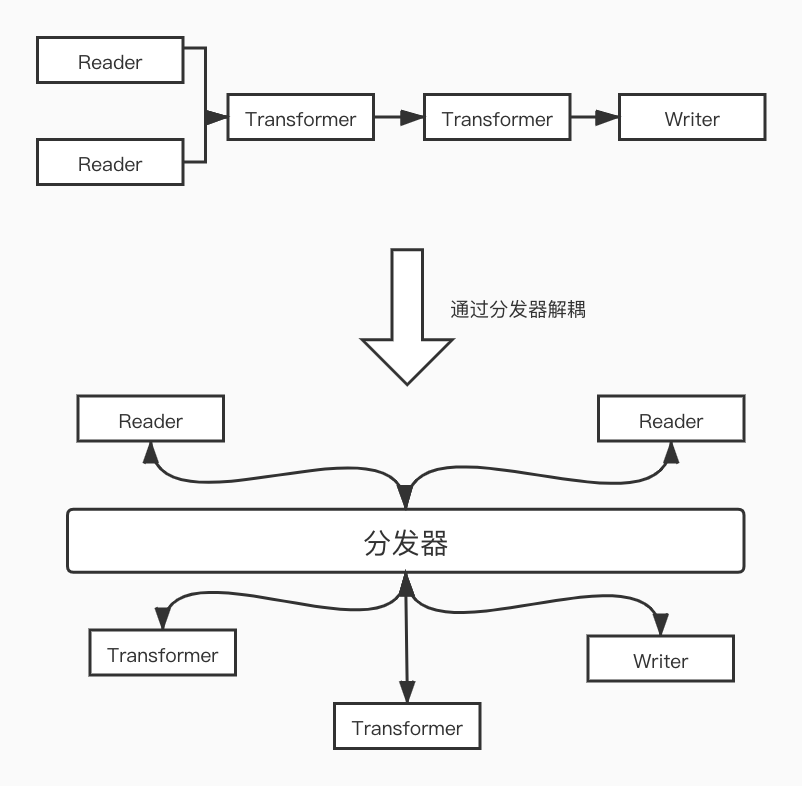 Reader
Transformer
Transformer
Writer
Reader
通过分发器解耦
Reader
Reader
分发器
Transformer
Writer
Transformer